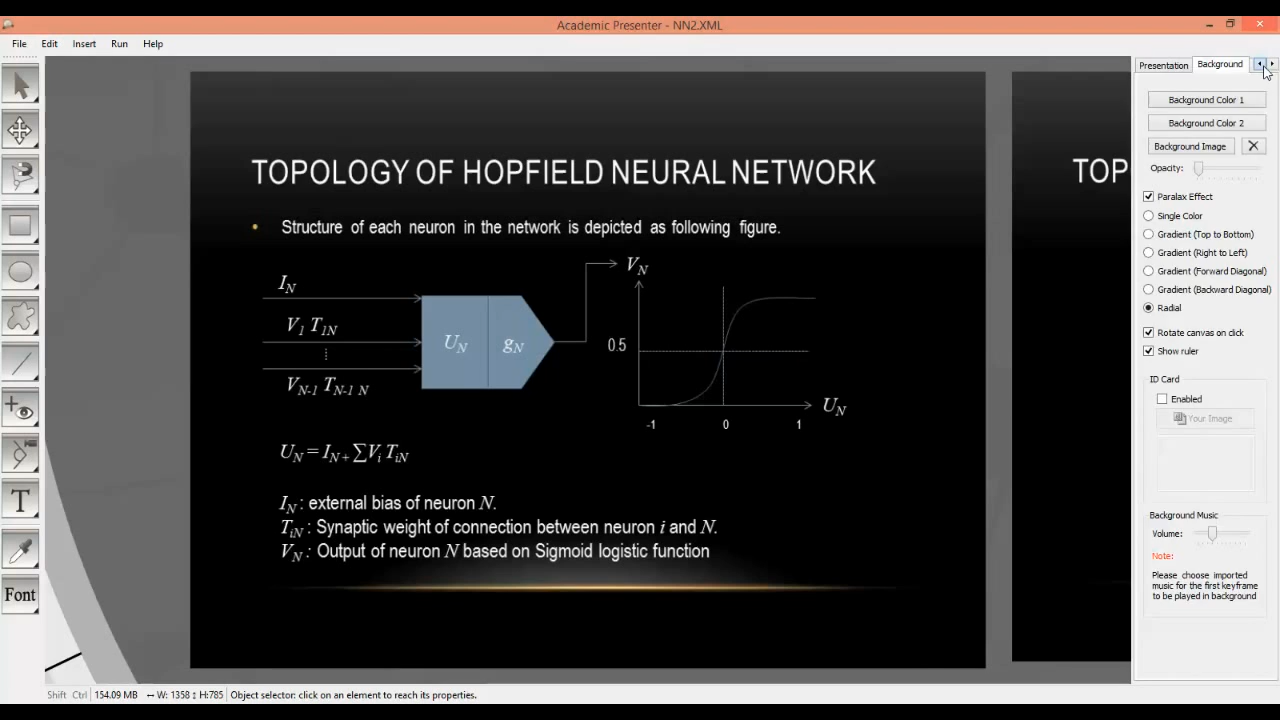 Academic Presenter - NN2.XML
File Edit Insert Run Help
Presentation Background
TOPOLOGY OF HOPFIELD NEURAL NETWORK
TOP
• Structure of each neuron in the network is depicted as following figure.
I_N
V_1 T_1N
V_N-1 T_N-1 N
U_N
g_N
V_N
0.5
U_N
-1 0 1
U_N = I_N + ∑V_i T_iN
I_N : external bias of neuron N.
T_iN : Synaptic weight of connection between neuron i and N.
V_N : Output of neuron N based on Sigmoid logistic function
T
Font
Background Color 1
Background Color 2
Background Image
Opacity:
Paralax Effect
Single Color
Gradient (Top to Bottom)
Gradient (Right to Left)
Gradient (Forward Diagonal)
Gradient (Backward Diagonal)
Radial
Rotate canvas on click
Show ruler
ID Card
Enabled
Your Image
Background Music
Volume:
Note:
Please choose imported
music for the first keyframe
to be played in background
Shift Ctrl 154.09 MB ↔ W: 1358 ↕ H:785 Object selector: click on an element to reach its properties.